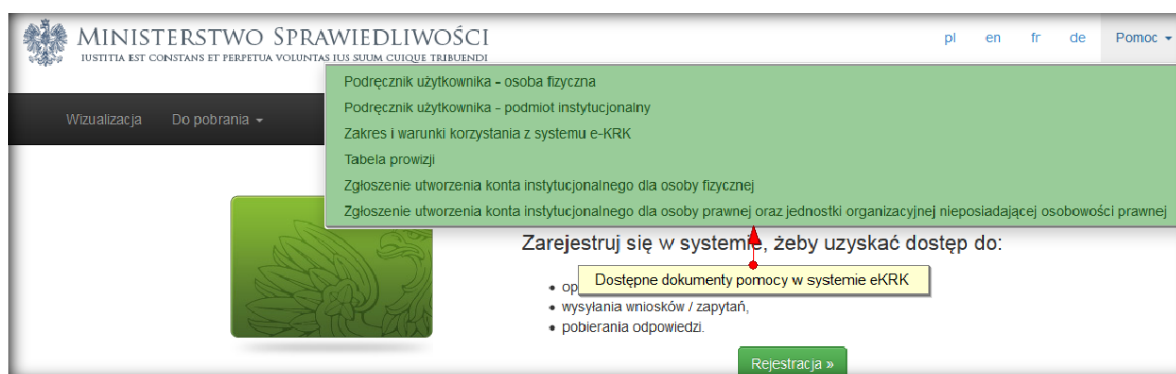 MINISTERSTWO SPRAWIEDLIWOŚCI
IUSTITIA EST CONSTANS ET PERPETUA VOLUNTAS IUS SUUM CUIQUE TRIBUENDI
pl en fr de Pomoc
Podręcznik użytkownika - osoba fizyczna
Podręcznik użytkownika - podmiot instytucjonalny
Wizualizacja Do pobrania
Zakres i warunki korzystania z systemu e-KRK
Tabela prowizji
Zgłoszenie utworzenia konta instytucjonalnego dla osoby fizycznej
Zgłoszenie utworzenia konta instytucjonalnego dla osoby prawnej oraz jednostki organizacyjnej nieposiadającej osobowości prawnej
Zarejestruj się w systemie, żeby uzyskać dostęp do:
Dostępne dokumenty pomocy w systemie eKRK
• wysyłania wniosków / zapytań,
• pobierania odpowiedzi.
Rejestracja »